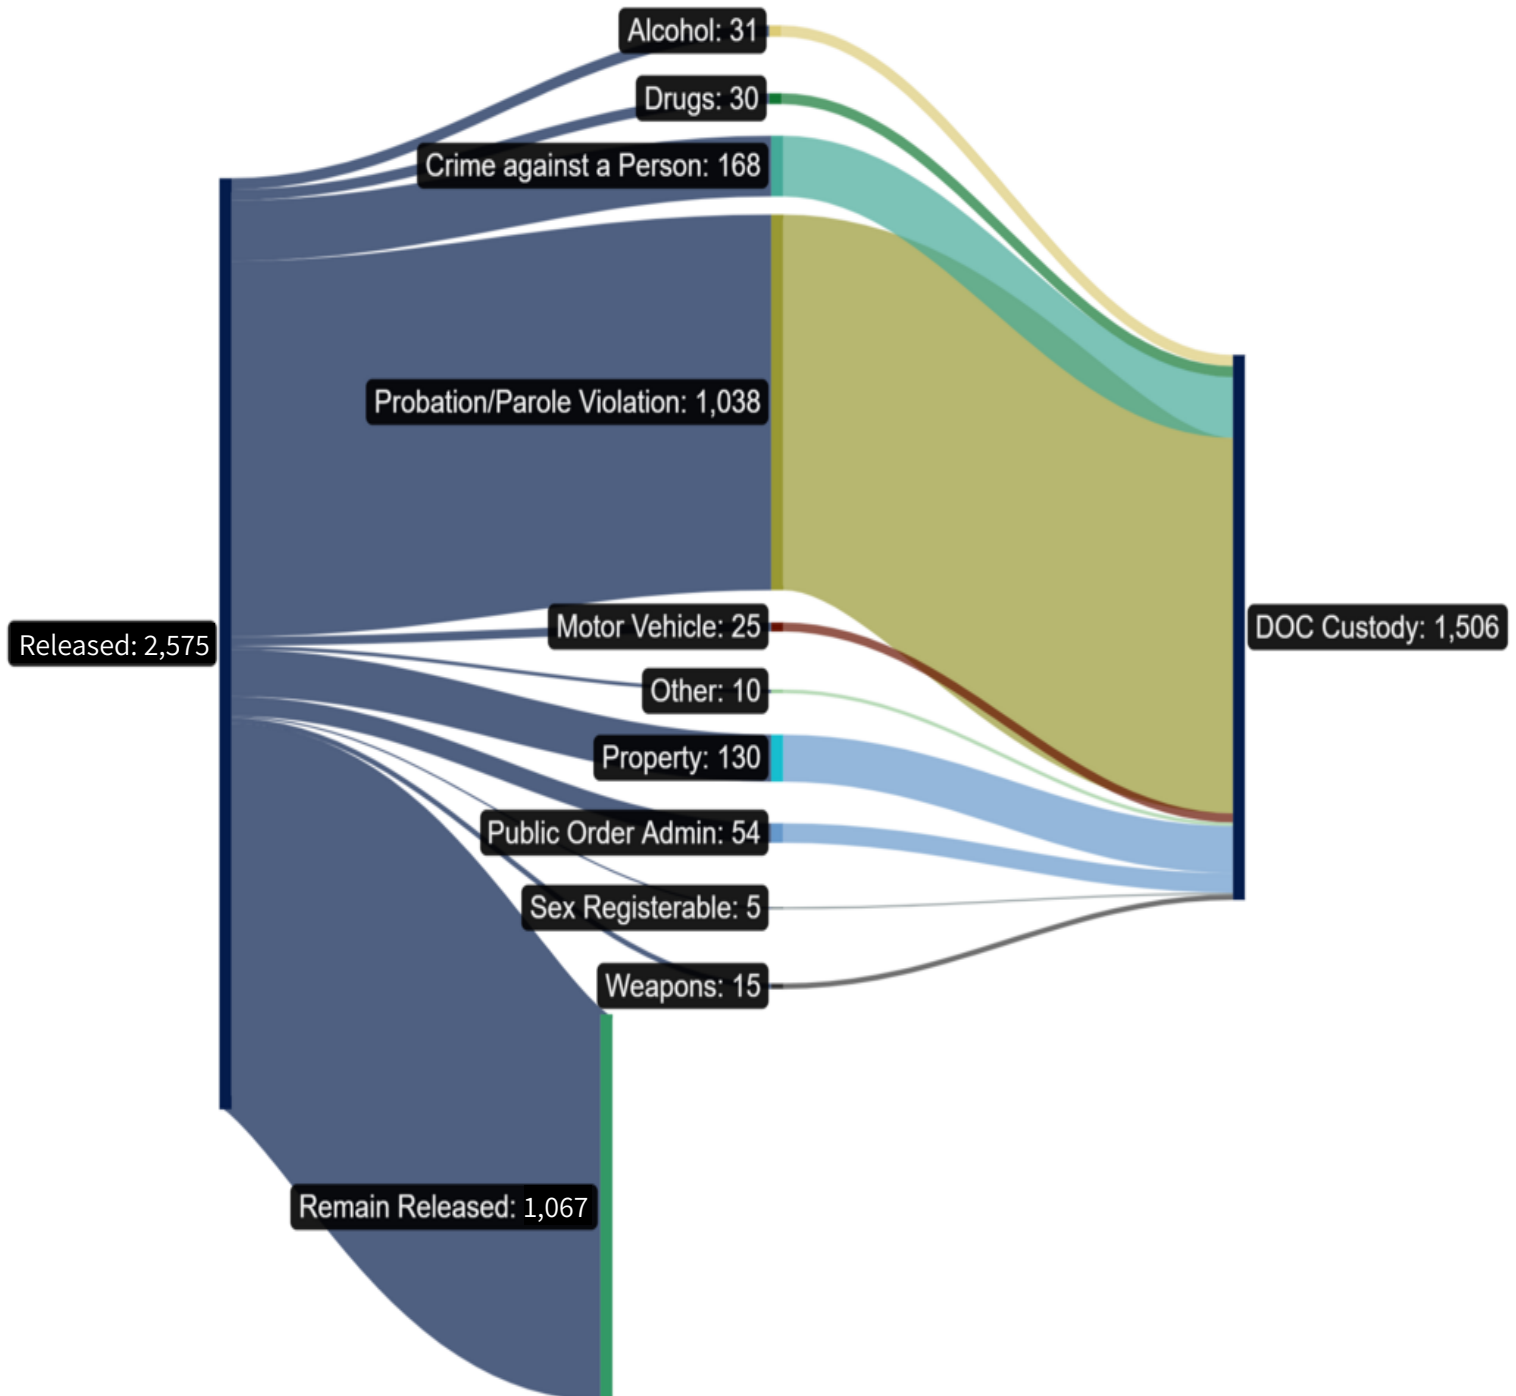 Alcohol: 31
Drugs: 30
Crime against a Person: 168
Probation/Parole Violation: 1,038
Motor Vehicle: 25
Released: 2,575
DOC Custody: 1,506
Other: 10
Property: 130
Public Order Admin: 54
Sex Registerable: 5
Weapons: 15
Remain Released: 1,067